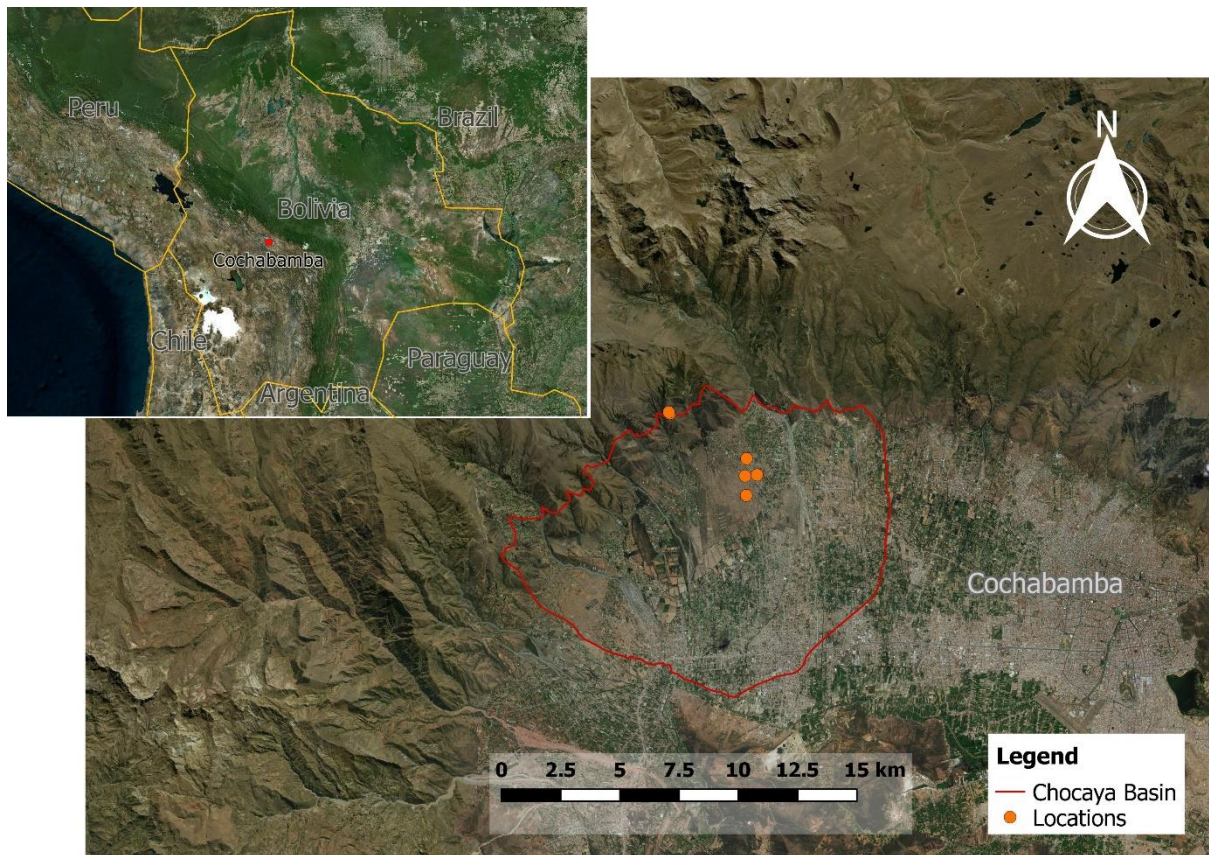 Peru
Brazil
Bolivia
Cochabamba
Chile
Paraguay
Argentina
N
Cochabamba
0 2.5 5 7.5 10 12.5 15 km
Legend
Chocaya Basin
Locations